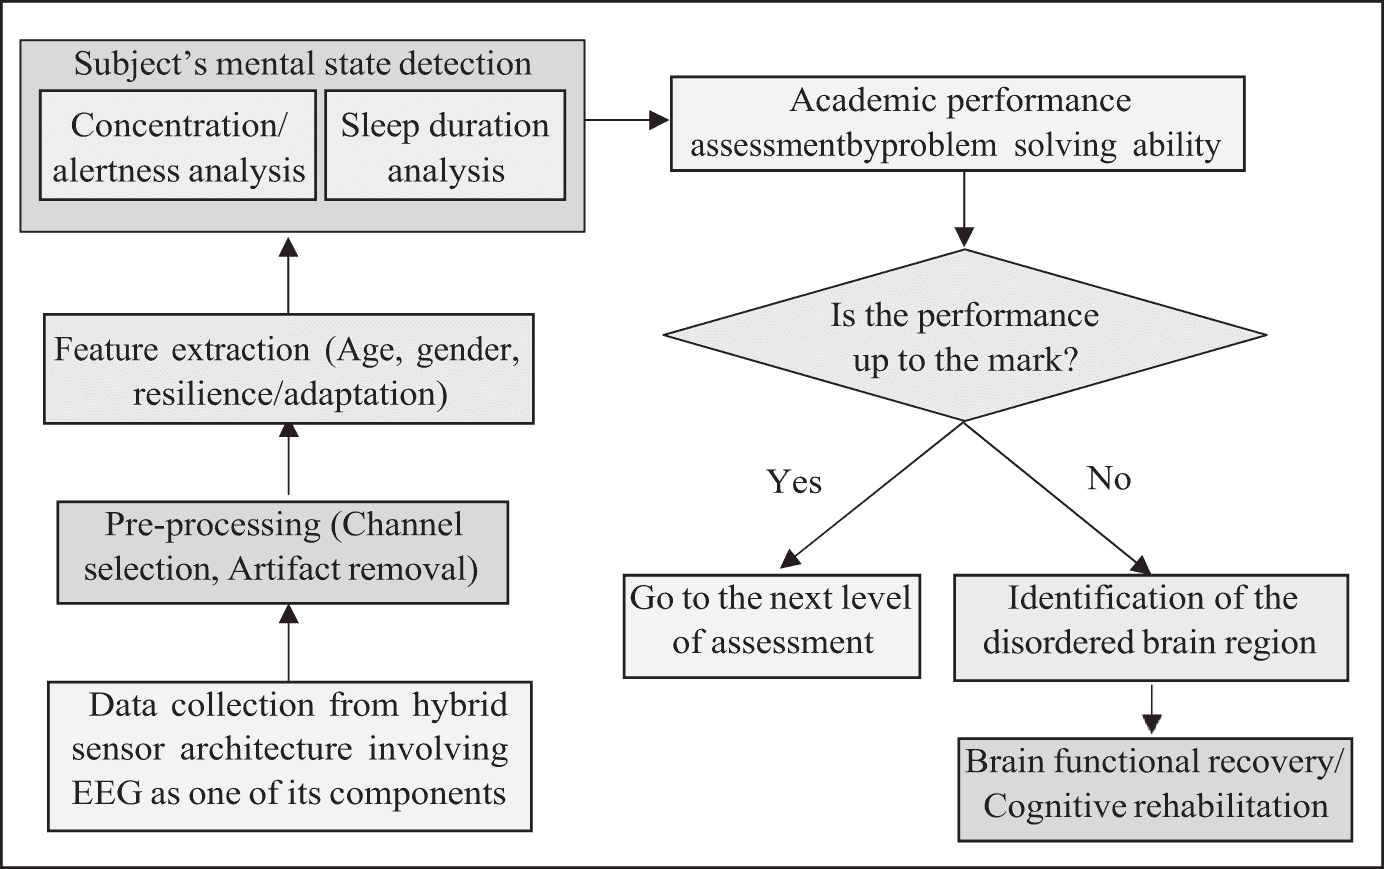 Subject’s mental state detection
Concentration/
alertness analysis
Sleep duration
analysis
Academic performance
assessmentbyproblem solving ability
Is the performance
up to the mark?
Feature extraction (Age, gender,
resilience/adaptation)
Yes
No
Pre-processing (Channel
selection, Artifact removal)
Go to the next level
of assessment
Identification of the
disordered brain region
Data collection from hybrid
sensor architecture involving
EEG as one of its components
Brain functional recovery/
Cognitive rehabilitation